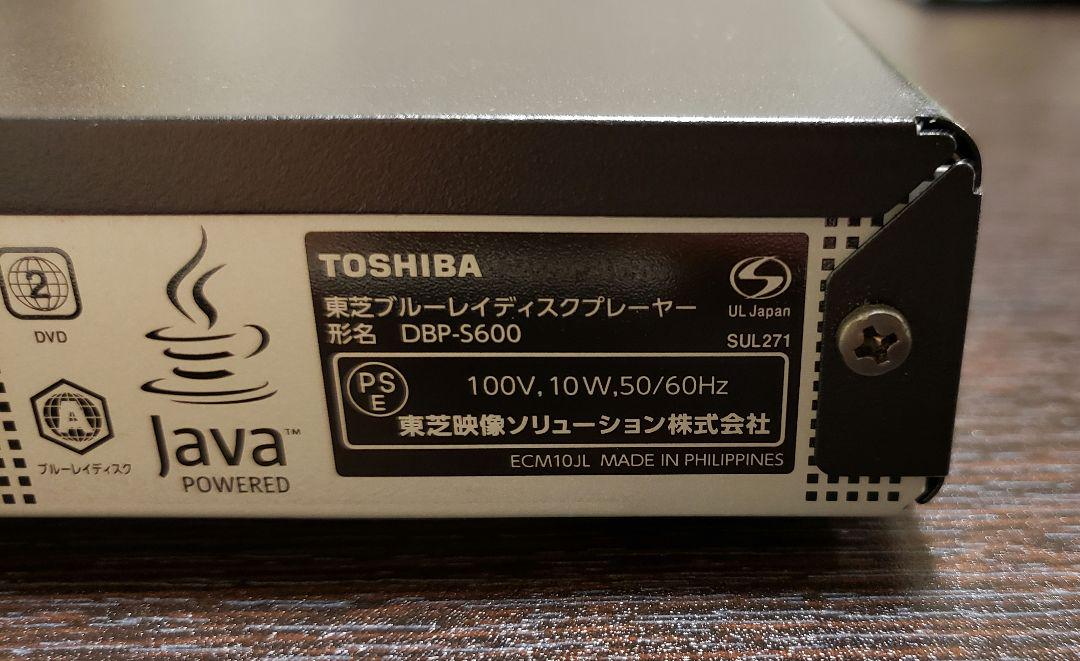 2
DVD
A
ブルーレイディスク
Java™
POWERED
TOSHIBA
東芝ブルーレイディスクプレーヤー
形名 DBP-S600
UL Japan
SUL271
PS
E
100V,10W,50/60Hz
東芝映像ソリューション株式会社
ECM10JL MADE IN PHILIPPINES